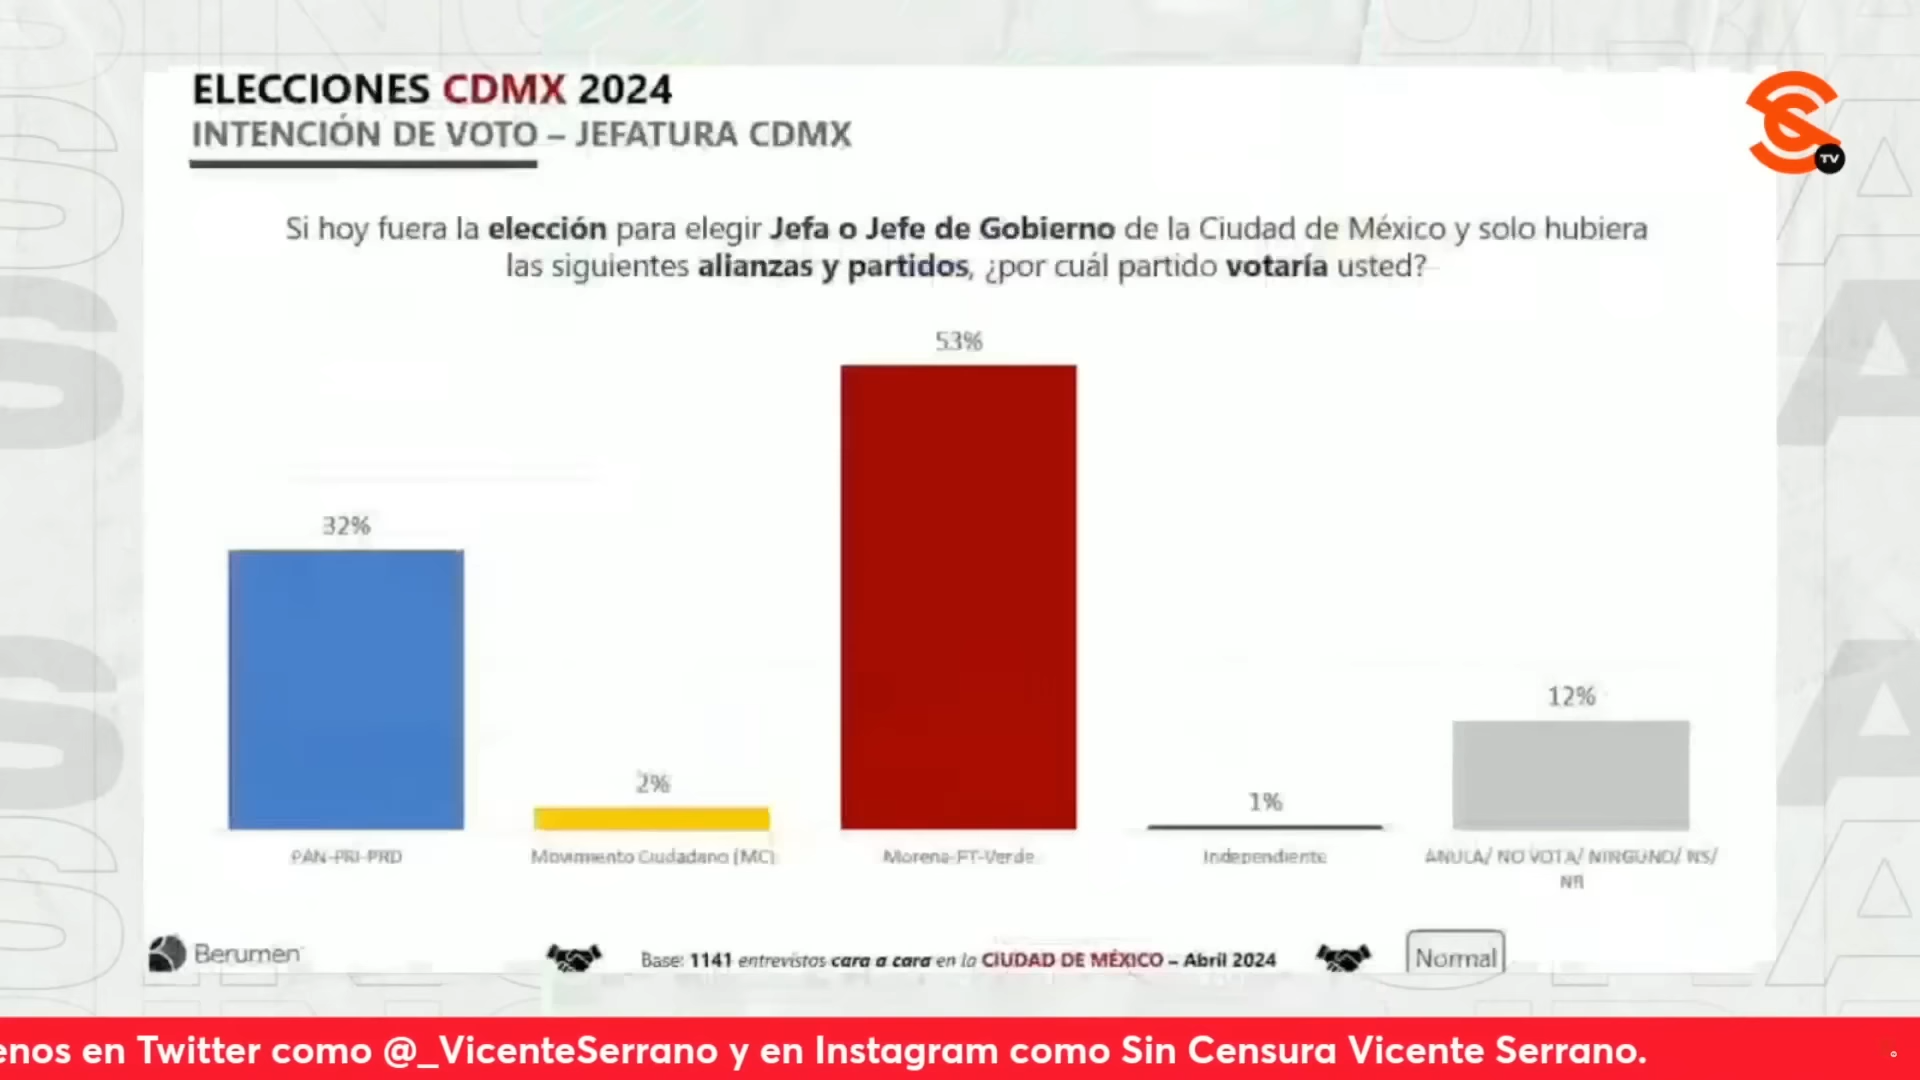 ELECCIONES CDMX 2024
INTENCIÓN DE VOTO – JEFATURA CDMX
TV
Si hoy fuera la elección para elegir Jefa o Jefe de Gobierno de la Ciudad de México y solo hubiera
las siguientes alianzas y partidos, ¿por cuál partido votaría usted?
53%
32%
12%
2%
1%
PAN-PRI-PRD
Movimiento Ciudadano (MC)
Morena-PT-Verde
Independiente
ANULA/ NO VOTA/ NINGUNO/ NS/
NR
Berumen
Base: 1141 entrevistas cara a cara en la CIUDAD DE MÉXICO – Abril 2024
Normal
enos en Twitter como @_VicenteSerrano y en Instagram como Sin Censura Vicente Serrano.